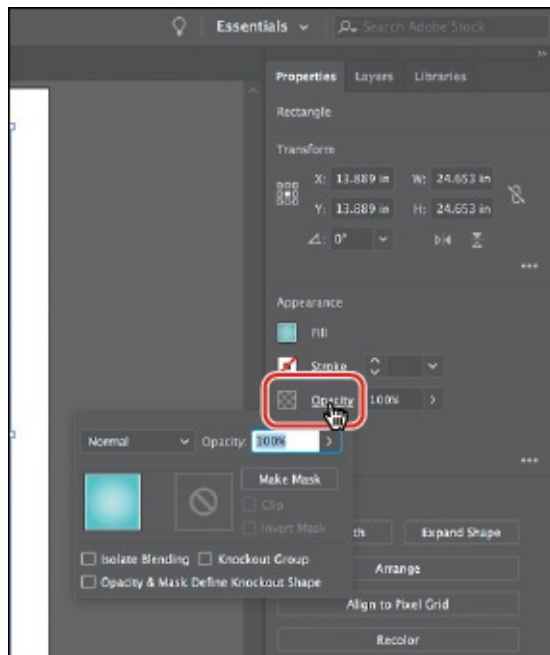 Essentials Search Adobe Stock
Properties Layers Libraries
Rectangle
Transform
X: 13.889 in W: 24.653 in
Y: 13.889 in H: 24.653 in
0°
Appearance
Fill
Stroke
Opacity 100%
Normal Opacity: 100%
Make Mask
Clip
Invert Mask
Isolate Blending Knockout Group
Opacity & Mask Define Knockout Shape
th Expand Shape
Arrange
Align to Pixel Grid
Recolor